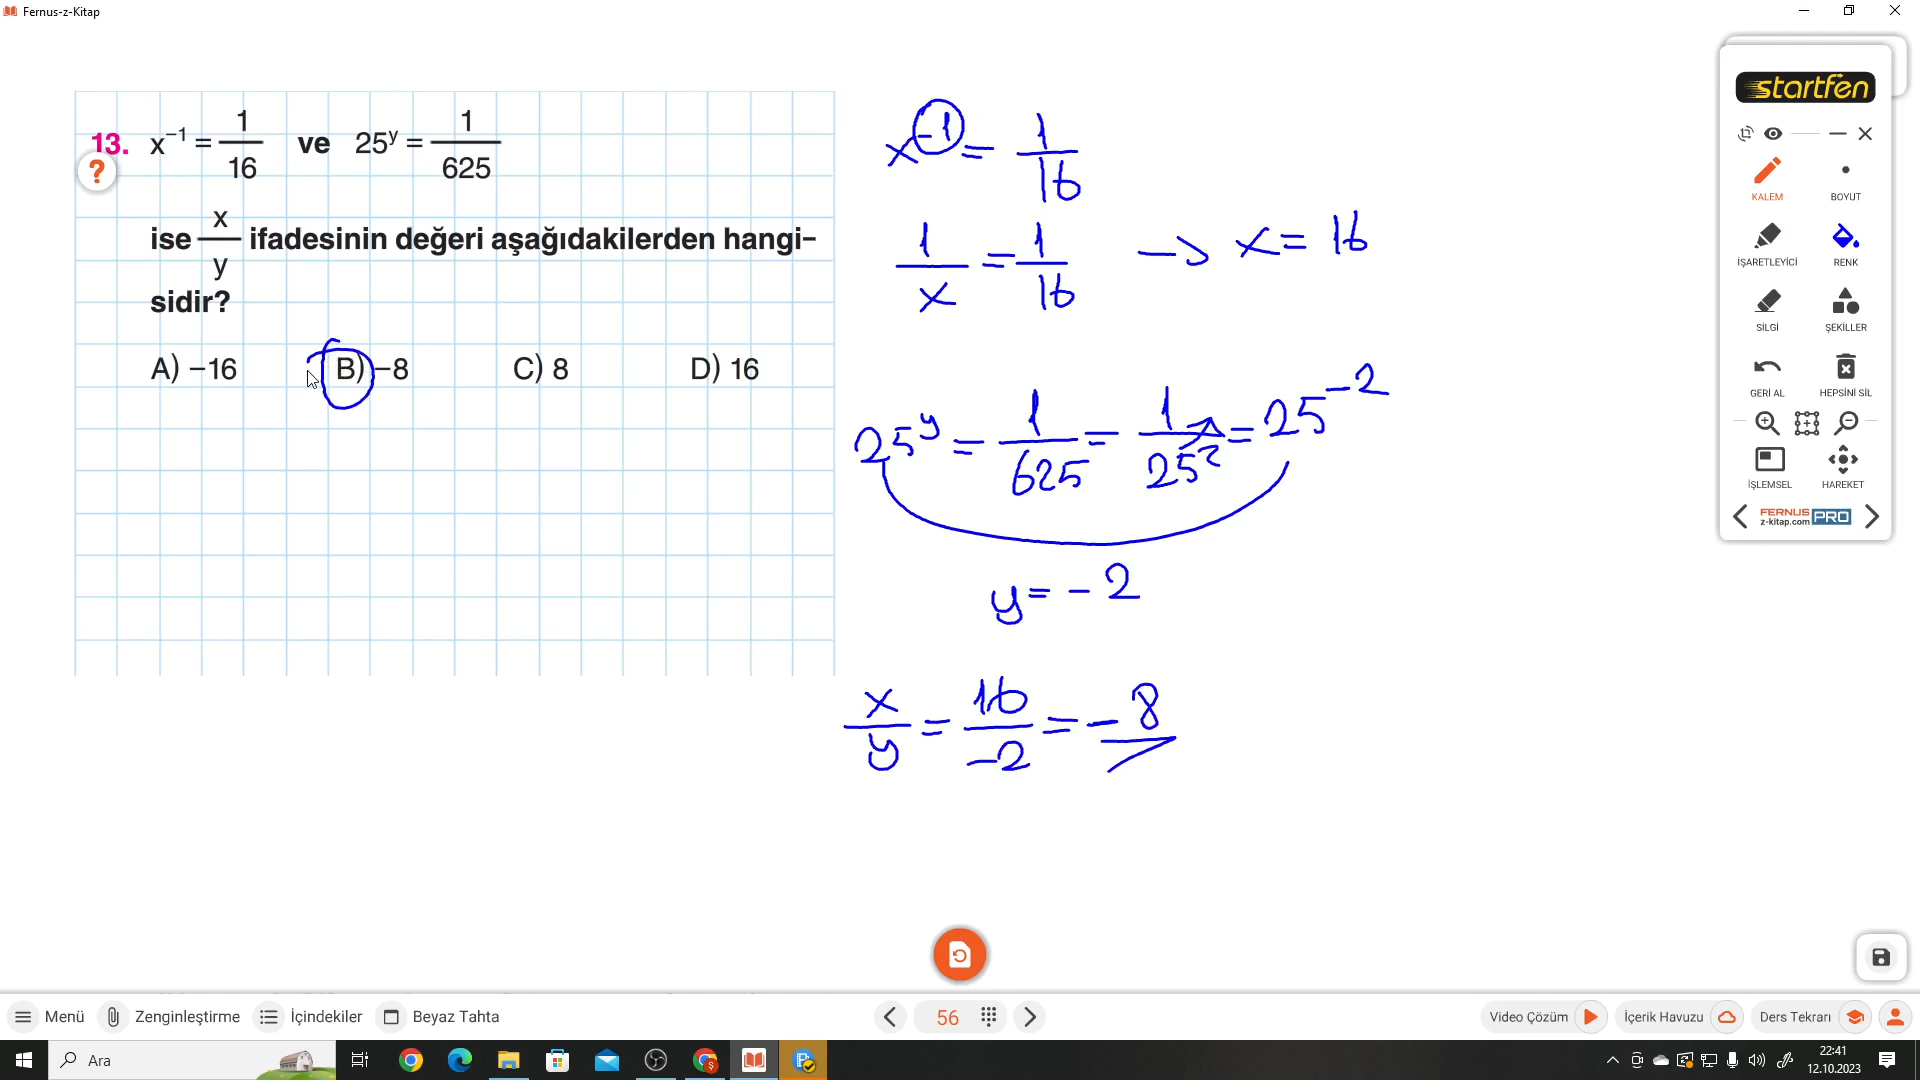 Fernus-z-Kitap
13. x⁻¹ = 1/16 ve 25ʸ = 1/625
?
ise x/y ifadesinin değeri aşağıdakilerden hangi-
sidir?
A) −16 B) −8 C) 8 D) 16
x⁻¹ = 1/16
1/x = 1/16 → x = 16
25ʸ = 1/625 = 1/25² = 25⁻²
y = -2
x/y = 16/-2 = -8
startfen
KALEM BOYUT
İŞARETLEYİCİ RENK
SİLGİ ŞEKİLLER
GERİ AL HEPSİNİ SİL
İŞLEMSEL HAREKET
FERNUS
z-kitap.com PRO
Menü Zenginleştirme İçindekiler Beyaz Tahta 56 Video Çözüm İçerik Havuzu Ders Tekrarı
Ara
22:41
12.10.2023